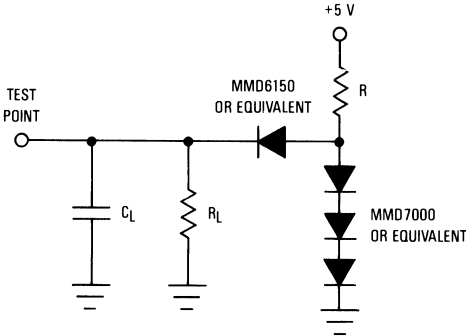 +5 V
MMD6150
OR EQUIVALENT
R
TEST
POINT
CL
RL
MMD7000
OR EQUIVALENT